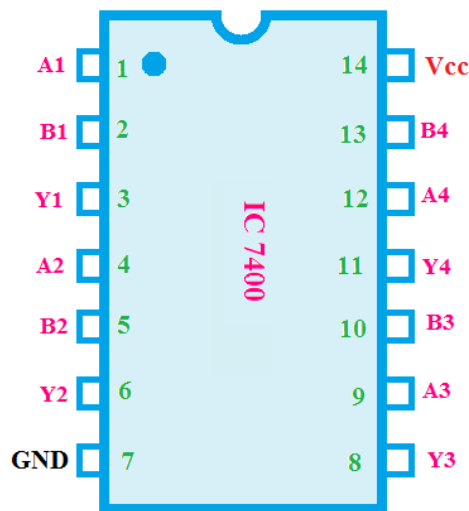 A1 1 14 Vcc
B1 2 13 B4
Y1 3 12 A4
A2 4 11 Y4
B2 5 10 B3
Y2 6 9 A3
GND 7 8 Y3
IC 7400